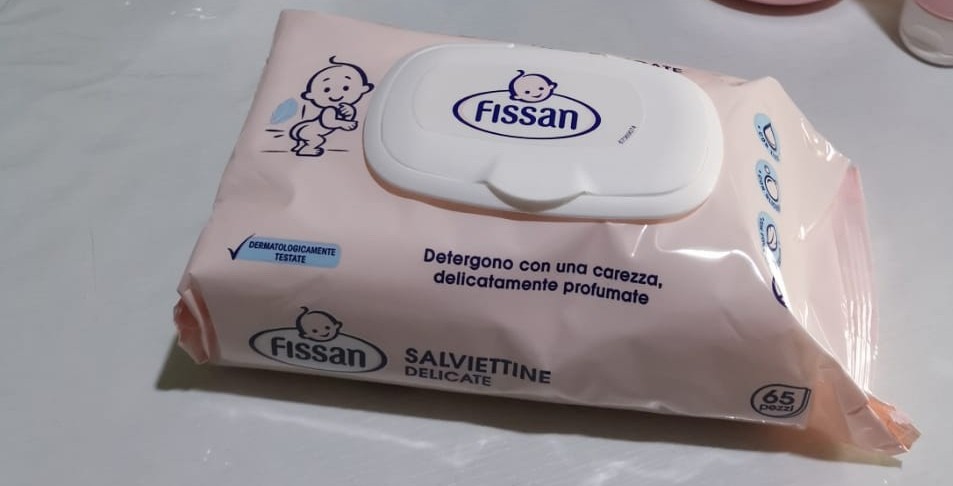 Fissan
DERMATOLOGICAMENTE
TESTATE
Detergono con una carezza,
delicatamente profumate
Fissan
SALVIETTINE
DELICATE
65
pezzi